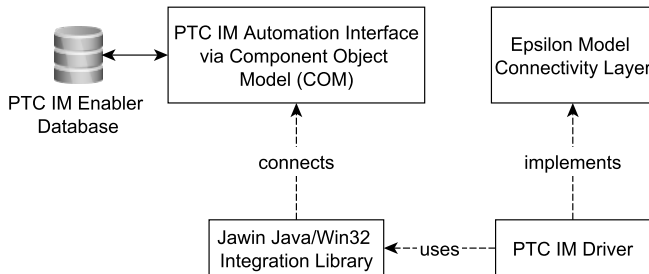 PTC IM Automation Interface
via Component Object
Model (COM)
Epsilon Model
Connectivity Layer
PTC IM Enabler
Database
connects
implements
Jawin Java/Win32
Integration Library
uses
PTC IM Driver